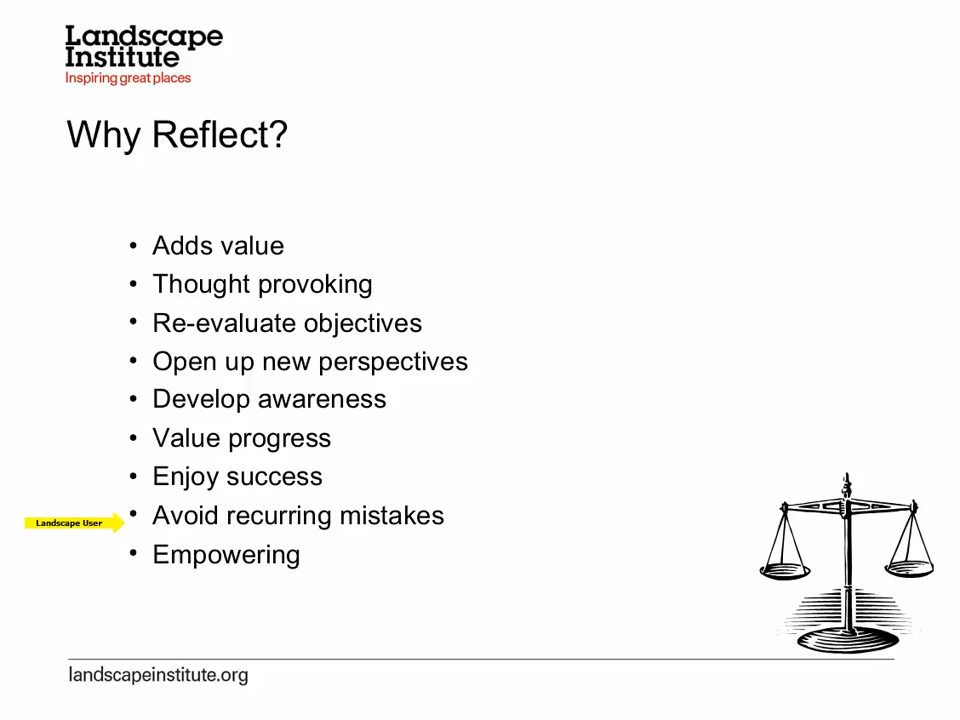 Landscape
Institute
Inspiring great places
Why Reflect?
• Adds value
• Thought provoking
• Re-evaluate objectives
• Open up new perspectives
• Develop awareness
• Value progress
• Enjoy success
Landscape User
• Avoid recurring mistakes
• Empowering
landscapeinstitute.org